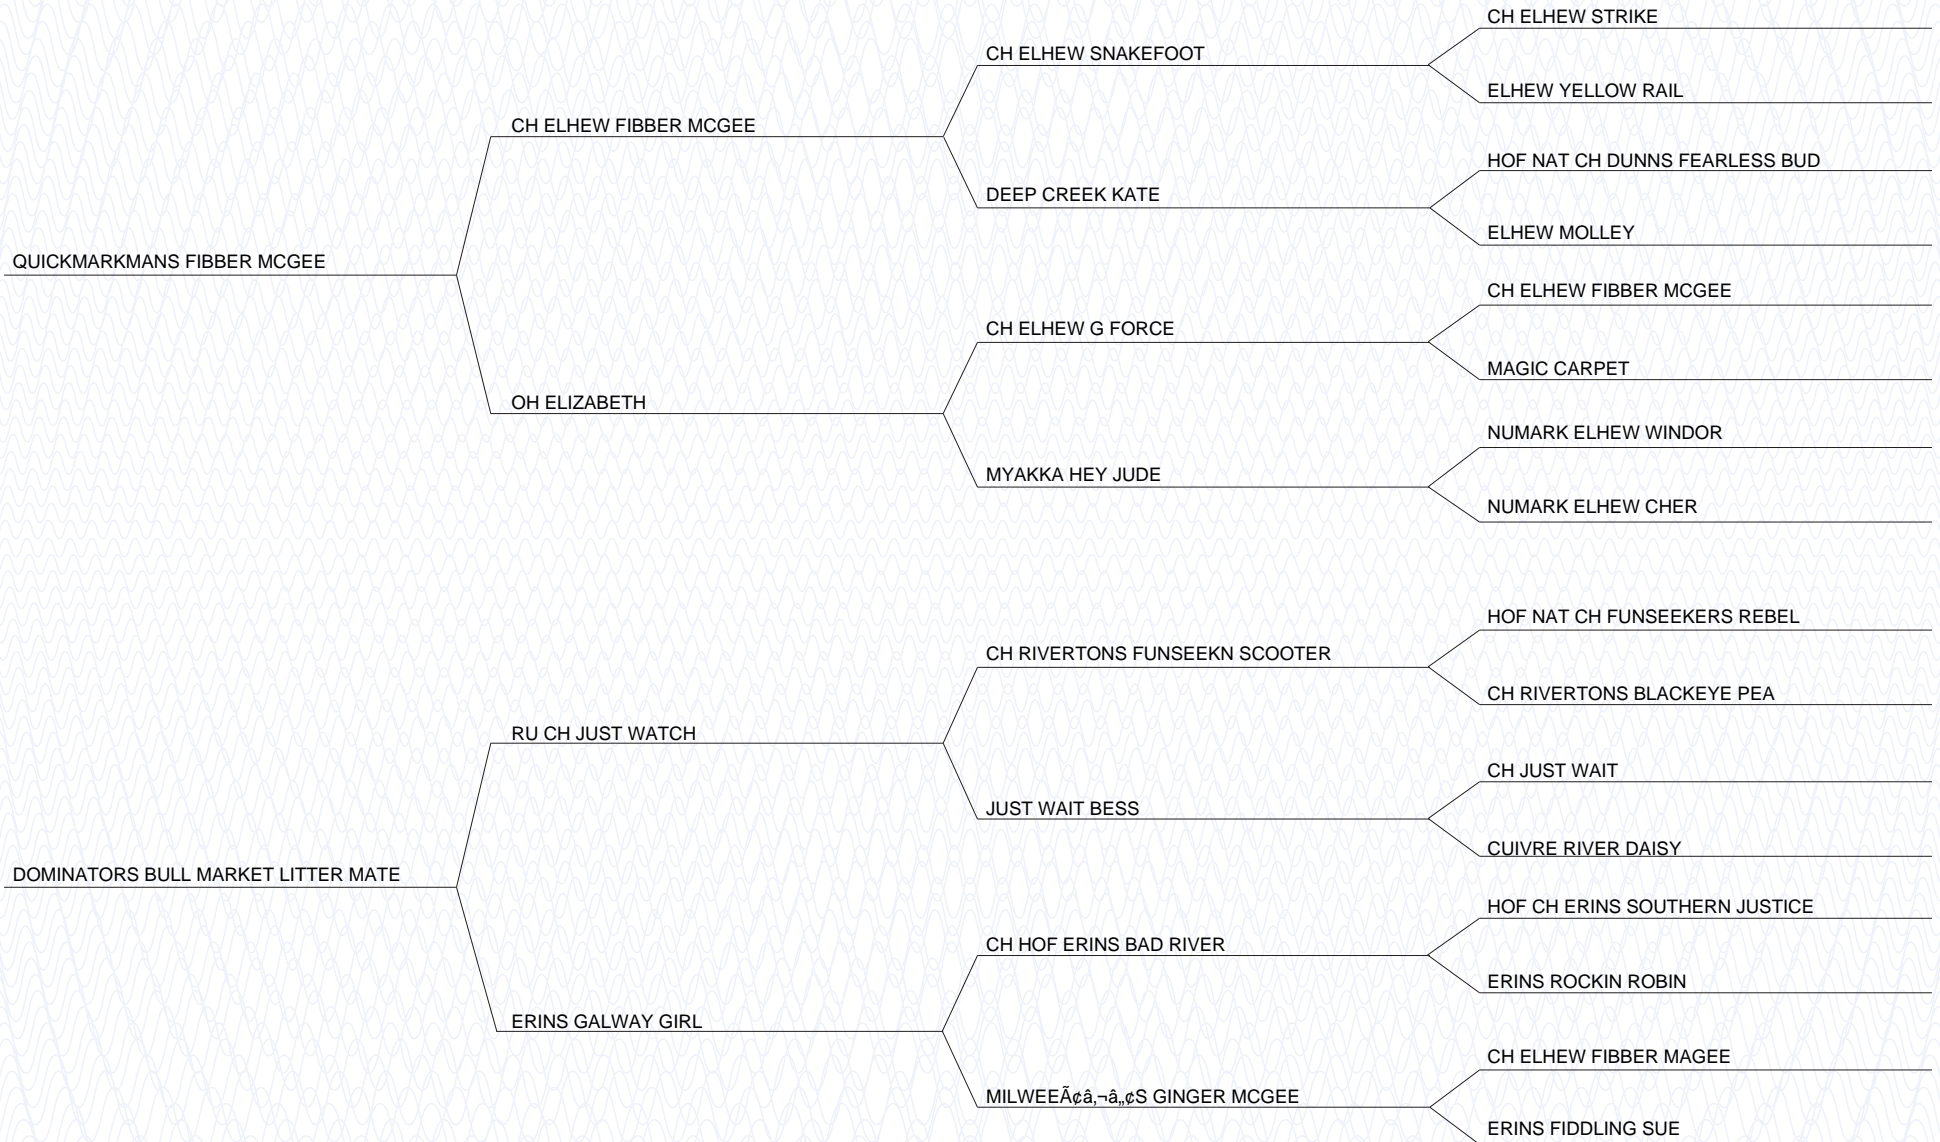 CH ELHEW STRIKE
CH ELHEW SNAKEFOOT
ELHEW YELLOW RAIL
CH ELHEW FIBBER MCGEE
HOF NAT CH DUNNS FEARLESS BUD
DEEP CREEK KATE
ELHEW MOLLEY
QUICKMARKMANS FIBBER MCGEE
CH ELHEW FIBBER MCGEE
CH ELHEW G FORCE
MAGIC CARPET
OH ELIZABETH
NUMARK ELHEW WINDOR
MYAKKA HEY JUDE
NUMARK ELHEW CHER
HOF NAT CH FUNSEEKERS REBEL
CH RIVERTONS FUNSEEKN SCOOTER
CH RIVERTONS BLACKEYE PEA
RU CH JUST WATCH
CH JUST WAIT
JUST WAIT BESS
CUIVRE RIVER DAISY
DOMINATORS BULL MARKET LITTER MATE
HOF CH ERINS SOUTHERN JUSTICE
CH HOF ERINS BAD RIVER
ERINS ROCKIN ROBIN
ERINS GALWAY GIRL
CH ELHEW FIBBER MAGEE
MILWEEÃ¢â‚¬â„¢S GINGER MCGEE
ERINS FIDDLING SUE